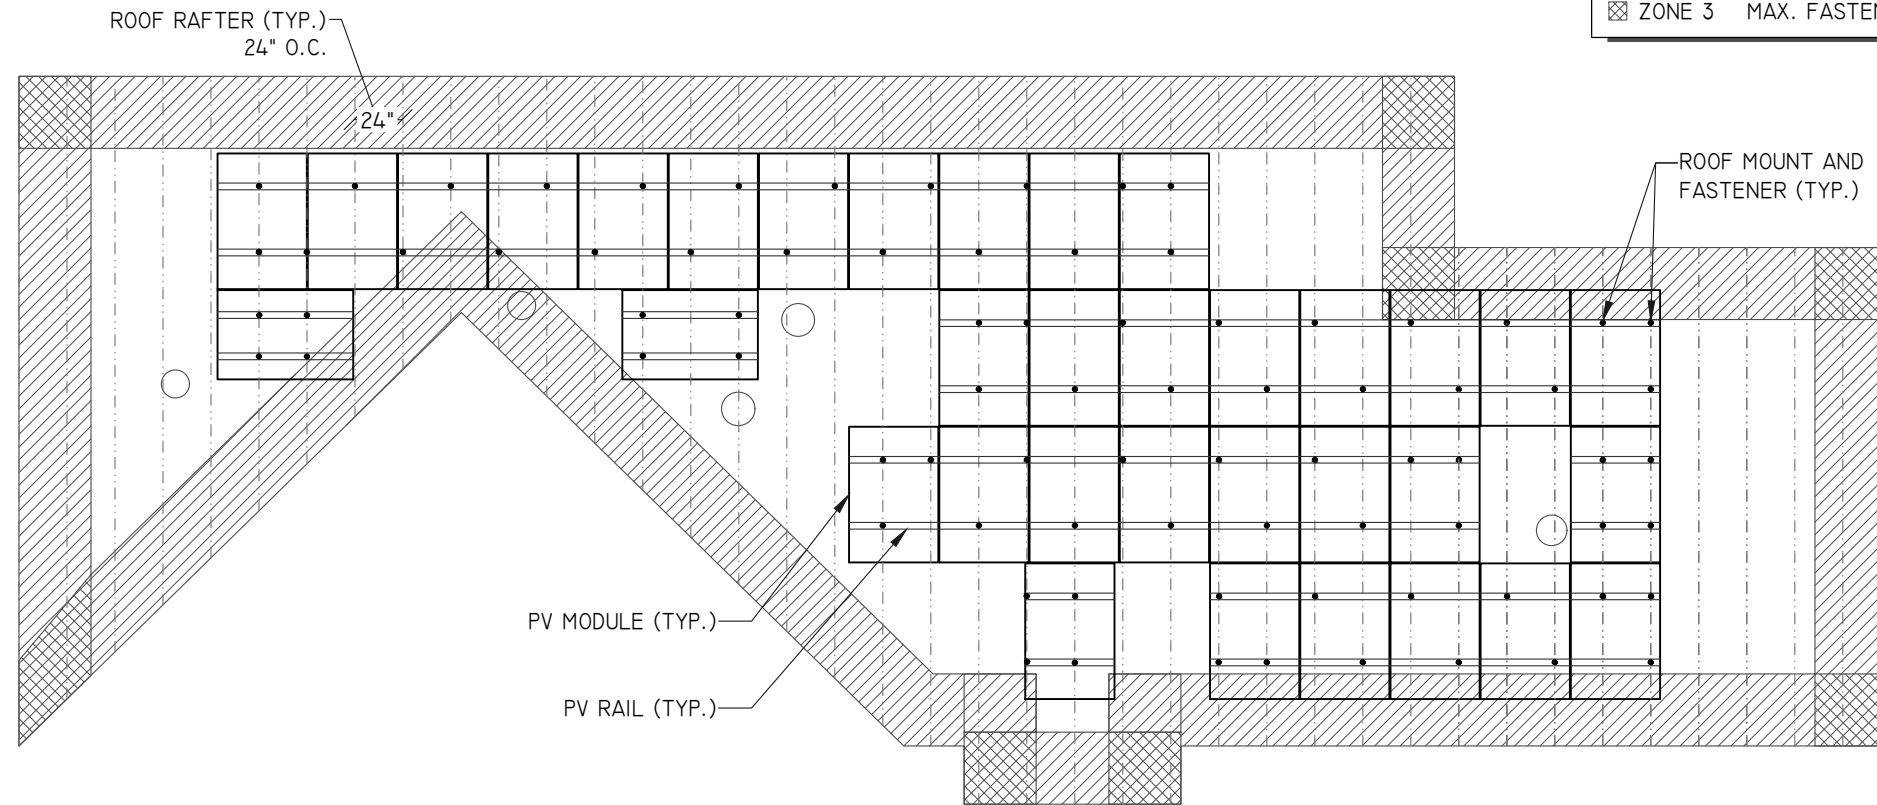 ROOF RAFTER (TYP.)
24" O.C.
24"
ZONE 3 MAX.
ROOF MOUNT AND
FASTENER (TYP.)
PV MODULE (TYP.)
PV RAIL (TYP.)